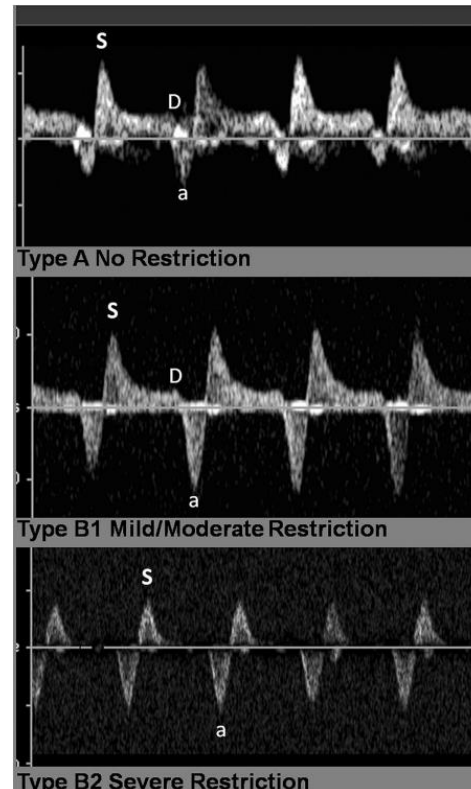 S
D
a
Type A No Restriction
S
D
a
Type B1 Mild/Moderate Restriction
S
a
Type B2 Severe Restriction